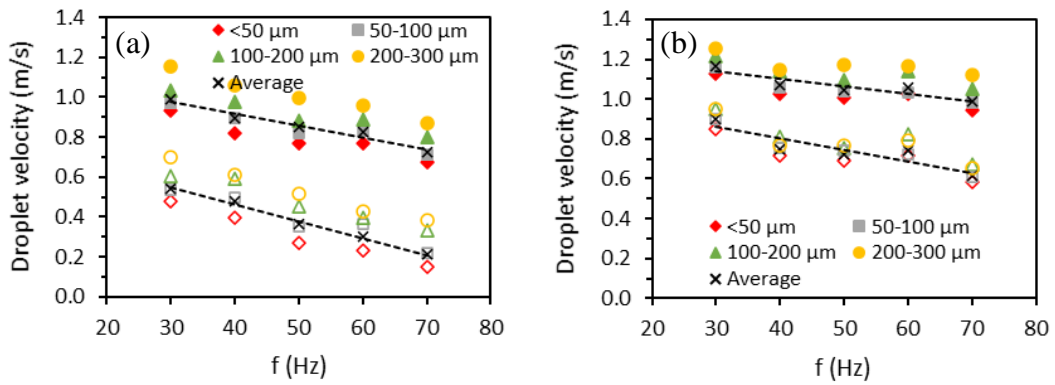 (a)
<50 μm 50-100 μm
100-200 μm 200-300 μm
Average
Droplet velocity (m/s)
1.4
1.2
1.0
0.8
0.6
0.4
0.2
0.0
20 30 40 50 60 70 80
f (Hz)
(b)
Droplet velocity (m/s)
1.4
1.2
1.0
0.8
0.6
0.4
0.2
0.0
<50 μm 50-100 μm
100-200 μm 200-300 μm
Average
20 30 40 50 60 70 80
f (Hz)